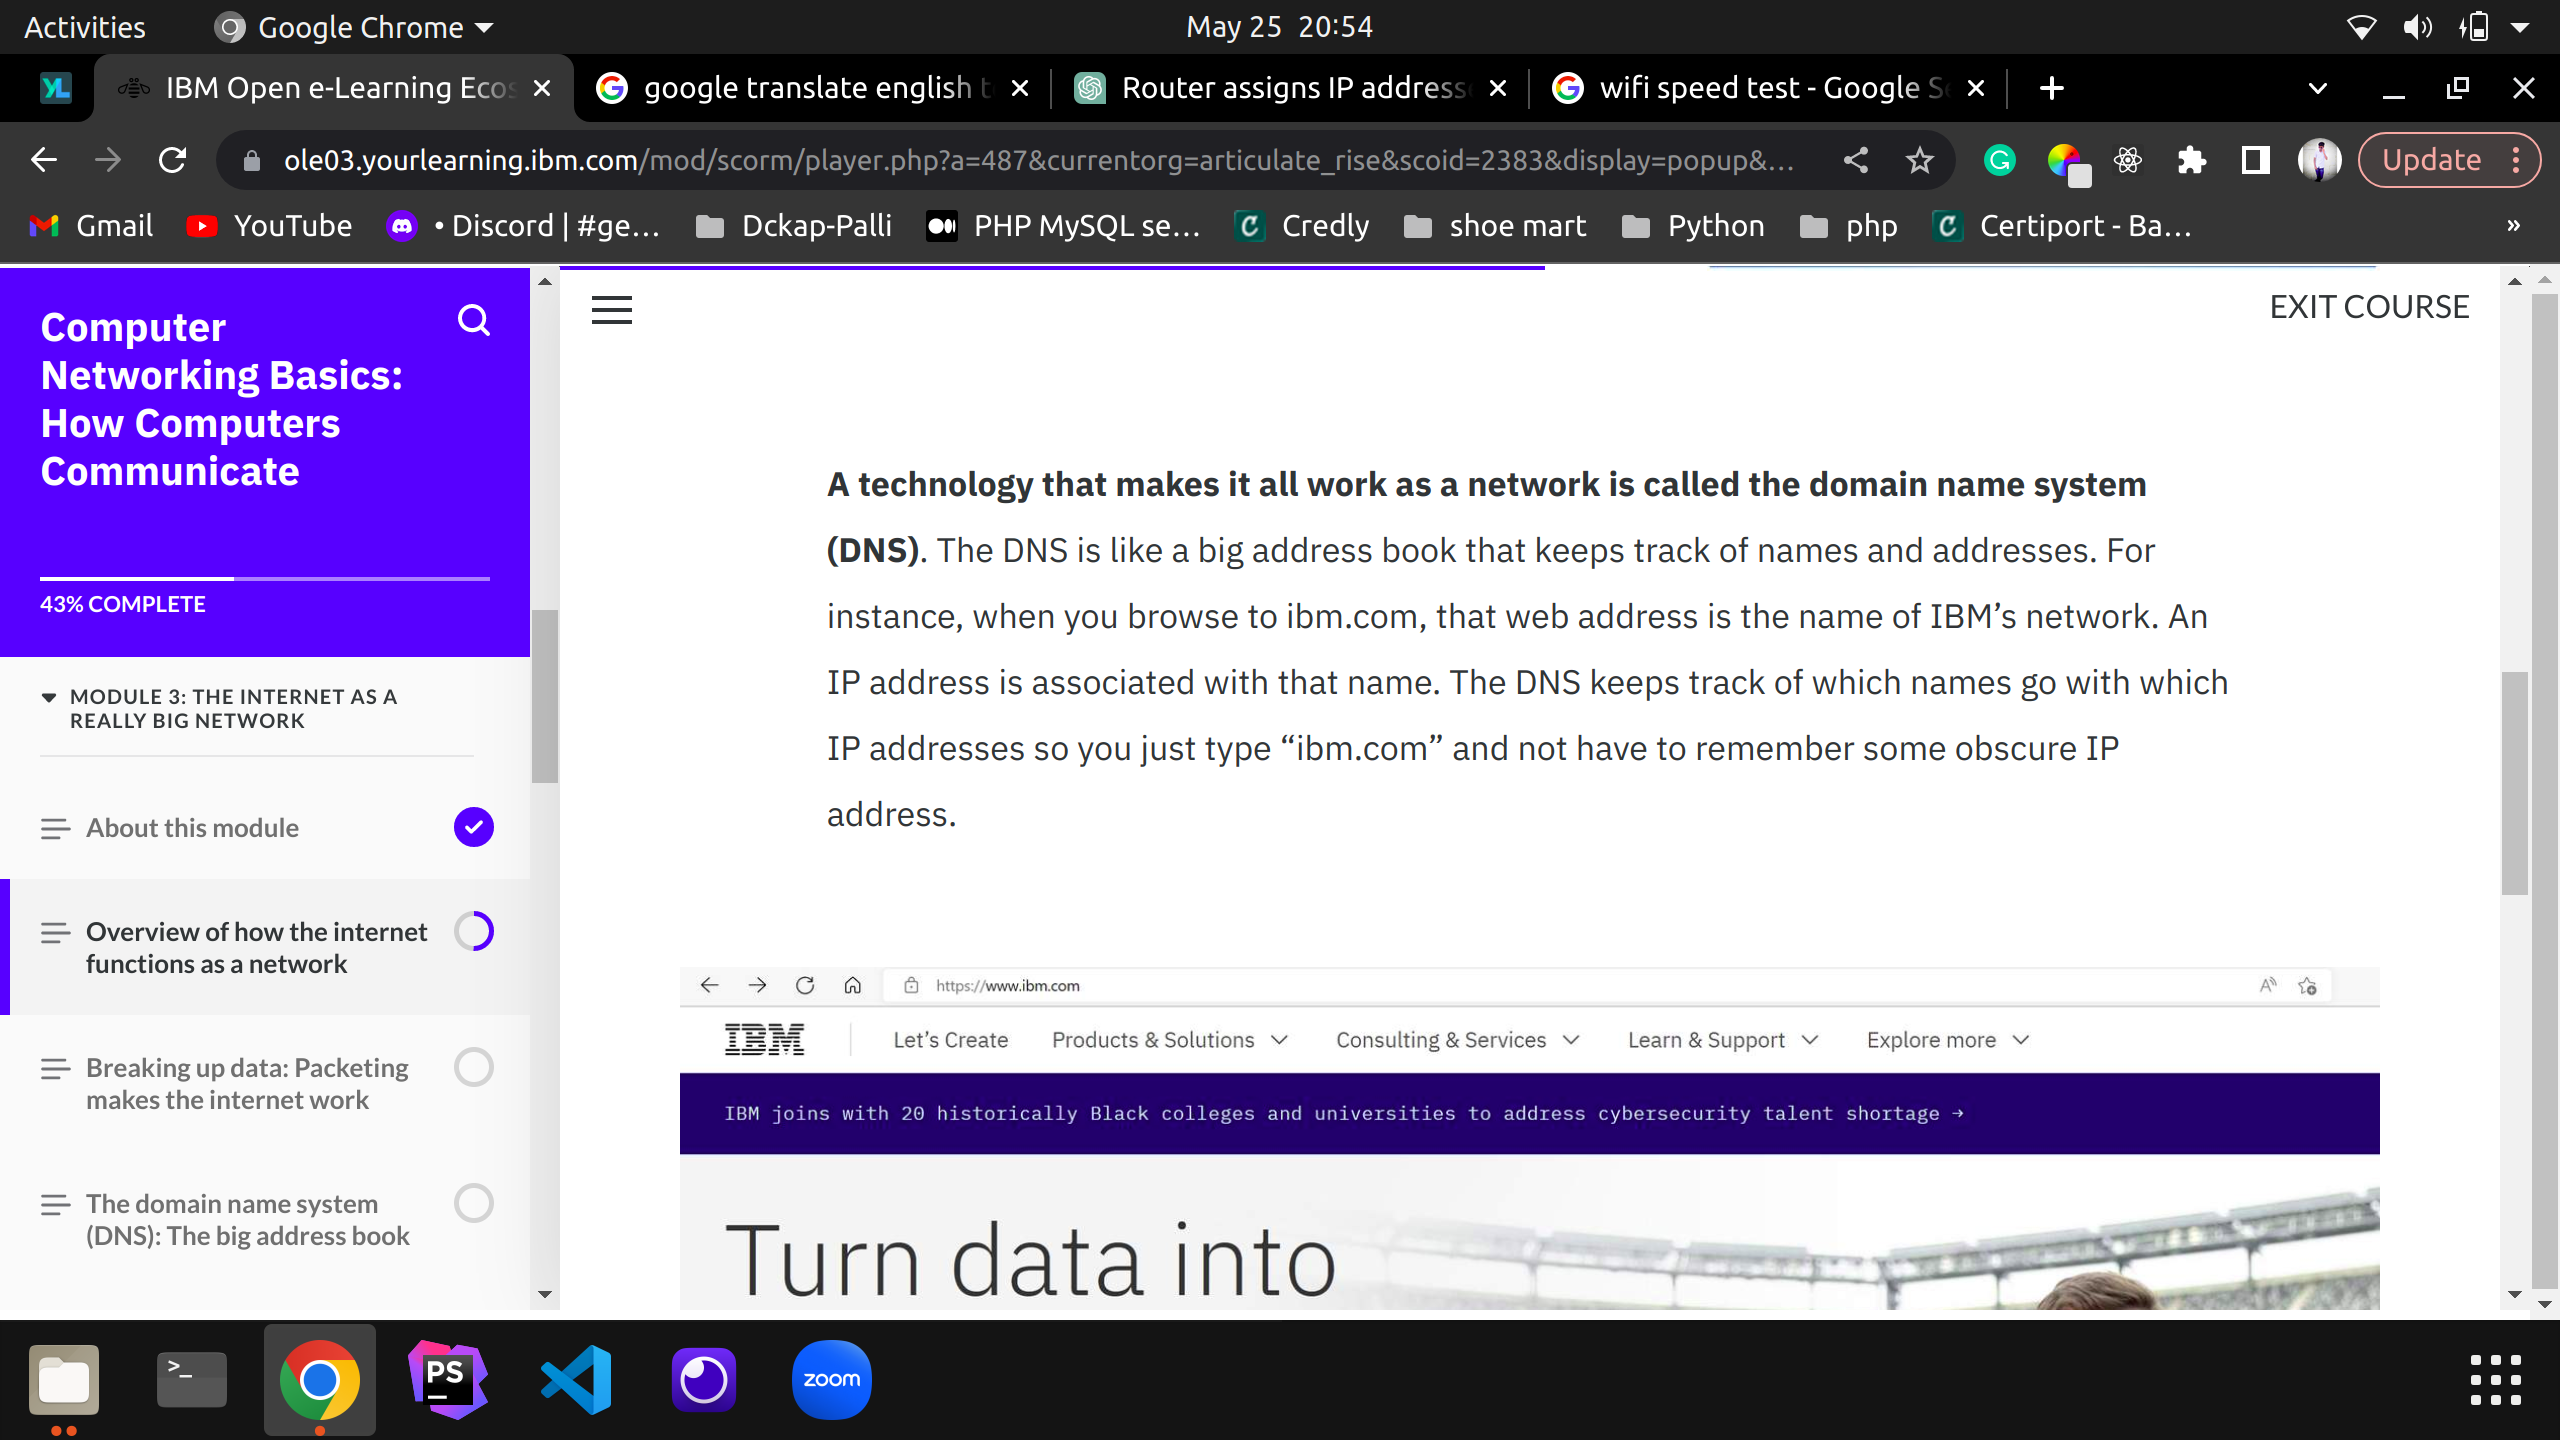 Activities
Google Chrome
May 25 20:54
IBM Open e-Learning Ecos
google translate english t
Router assigns IP address
wifi speed test - Google Se
ole03.yourlearning.ibm.com/mod/scorm/player.php?a=487&currentorg=articulate_rise&scoid=2383&display=popup&...
Update
Gmail
YouTube
• Discord | #ge...
Dckap-Palli
PHP MySQL se...
Credly
shoe mart
Python
php
Certiport - Ba...
»
Computer
Networking Basics:
How Computers
Communicate
43% COMPLETE
MODULE 3: THE INTERNET AS A
REALLY BIG NETWORK
About this module
Overview of how the internet
functions as a network
Breaking up data: Packeting
makes the internet work
The domain name system
(DNS): The big address book
EXIT COURSE
A technology that makes it all work as a network is called the domain name system
(DNS). The DNS is like a big address book that keeps track of names and addresses. For
instance, when you browse to ibm.com, that web address is the name of IBM’s network. An
IP address is associated with that name. The DNS keeps track of which names go with which
IP addresses so you just type “ibm.com” and not have to remember some obscure IP
address.
https://www.ibm.com
IBM
Let’s Create
Products & Solutions
Consulting & Services
Learn & Support
Explore more
IBM joins with 20 historically Black colleges and universities to address cybersecurity talent shortage →
Turn data into
PS
zoom